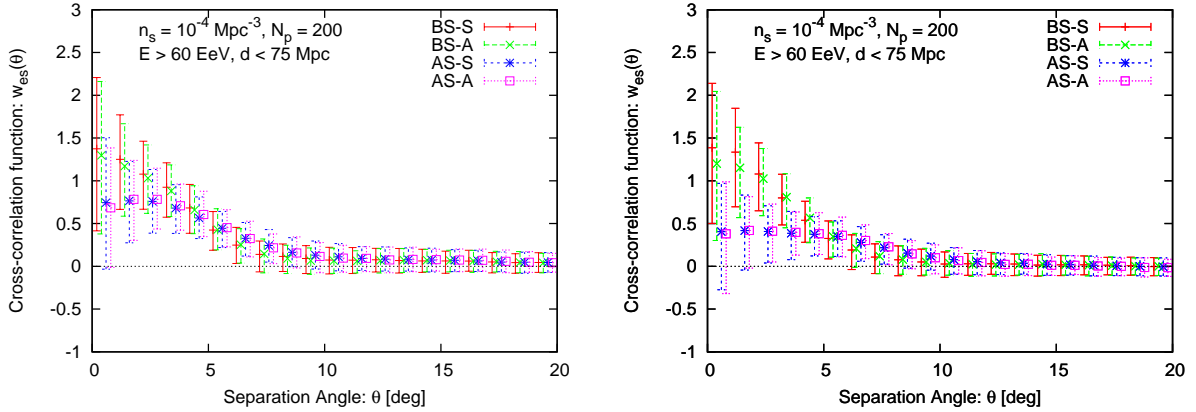 n_s = 10^-4 Mpc^-3, N_p = 200
E > 60 EeV, d < 75 Mpc
BS-S
BS-A
AS-S
AS-A
Cross-correlation function: w_es(θ)
3
2.5
2
1.5
1
0.5
0
-0.5
-1
0 5 10 15 20
Separation Angle: θ [deg]
n_s = 10^-4 Mpc^-3, N_p = 200
E > 60 EeV, d < 75 Mpc
BS-S
BS-A
AS-S
AS-A
Cross-correlation function: w_es(θ)
3
2.5
2
1.5
1
0.5
0
-0.5
-1
0 5 10 15 20
Separation Angle: θ [deg]